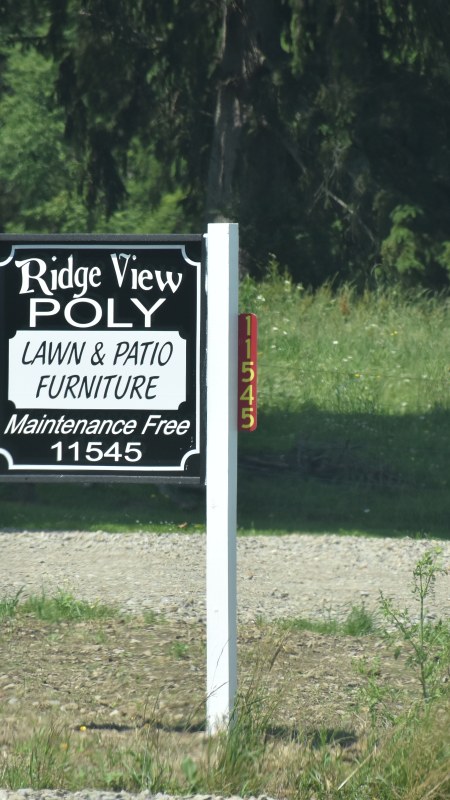 Ridge View
POLY
LAWN & PATIO
FURNITURE
Maintenance Free
11545
11545